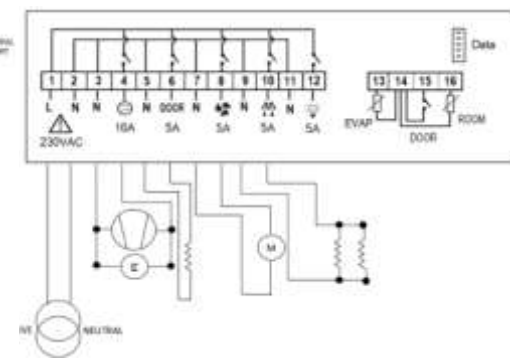 Data
1 2 3 4 5 6 7 8 9 10 11 12
13 14 15 16
L N N N DOOR N N N
16A 5A 5A 5A 5A
230VAC
EVAP
ROOM
DOOR
M
E
NEUTRAL